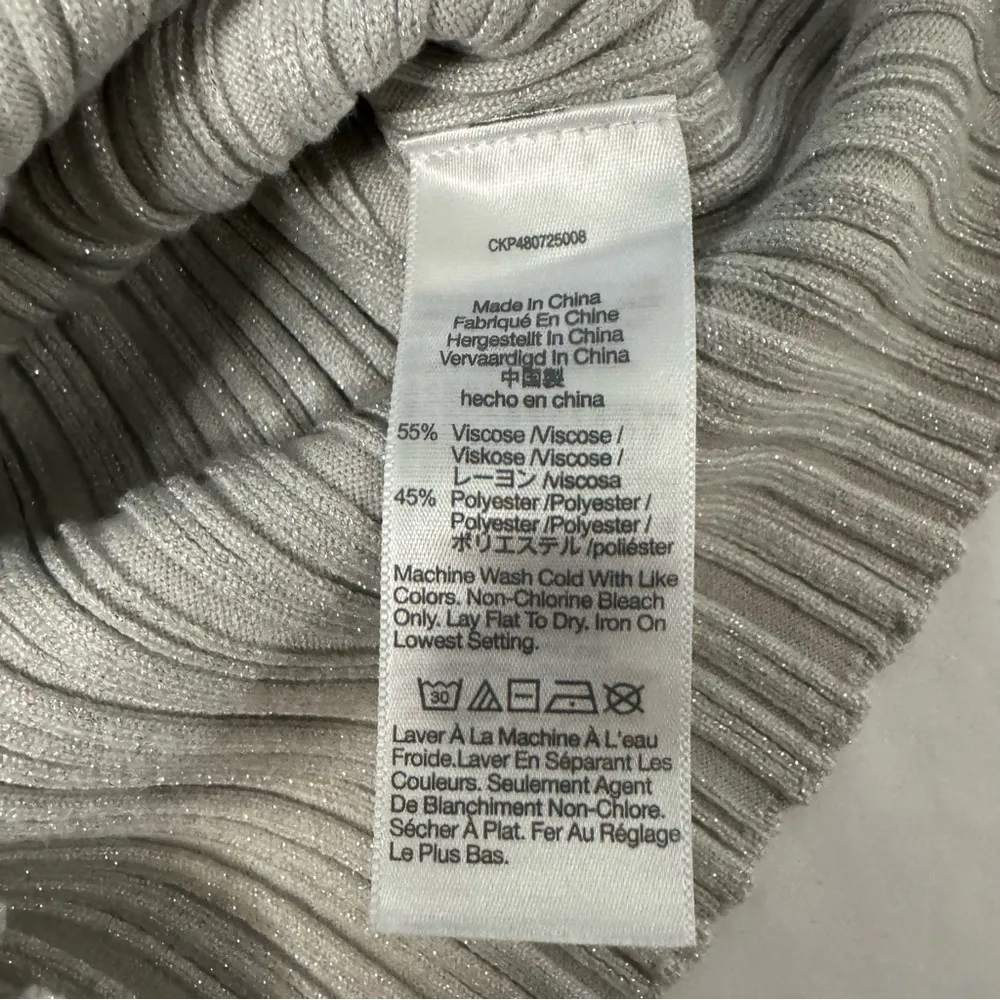 CKP480725008
Made In China
Fabriqué En Chine
Hergestellt In China
Vervaardigd In China
中国製
hecho en china
55% Viscose /Viscose /
Viskose /Viscose /
レーヨン /viscosa
45% Polyester /Polyester /
Polyester /Polyester /
ポリエステル /poliéster
Machine Wash Cold With Like
Colors. Non-Chlorine Bleach
Only. Lay Flat To Dry. Iron On
Lowest Setting.
30
Laver À La Machine À L'eau
Froide.Laver En Séparant Les
Couleurs. Seulement Agent
De Blanchiment Non-Chlore.
Sécher À Plat. Fer Au Réglage
Le Plus Bas.